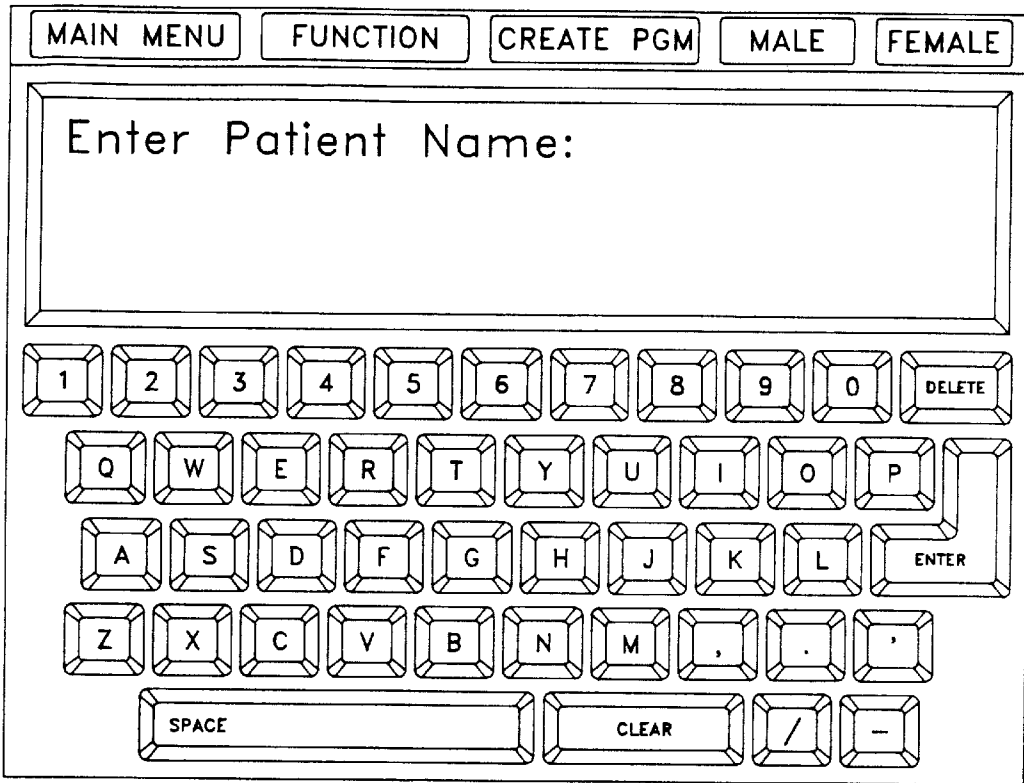 MAIN MENU FUNCTION CREATE PGM MALE FEMALE
Enter Patient Name:
1 2 3 4 5 6 7 8 9 0 DELETE
Q W E R T Y U I O P
A S D F G H J K L ENTER
Z X C V B N M , . '
SPACE CLEAR / -